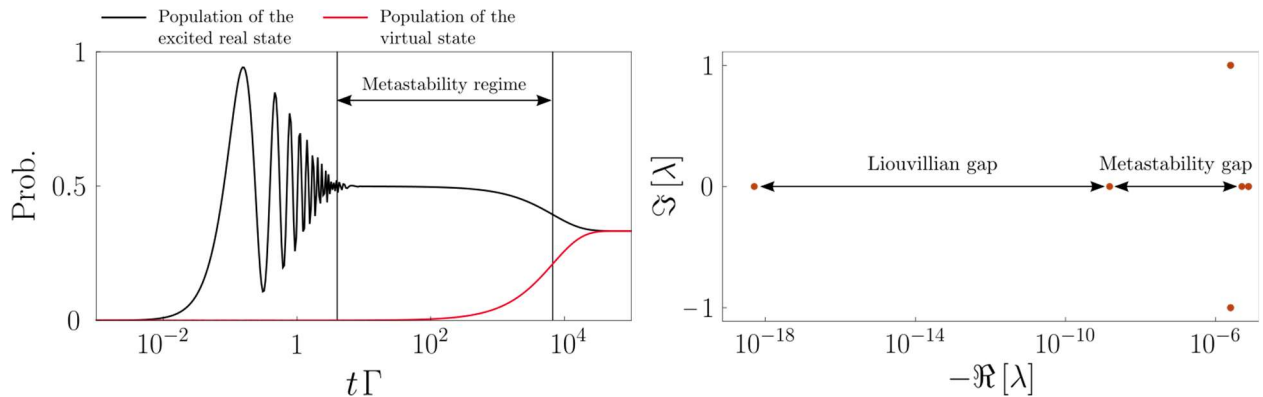 Population of the
excited real state
Population of the
virtual state
Prob.
1
0.5
0
Metastability regime
10^{-2}
1
10^{2}
10^{4}
t Γ
ℑ [λ]
1
0
−1
Liouvillian gap
Metastability gap
10^{-18}
10^{-14}
10^{-10}
10^{-6}
−ℜ [λ]